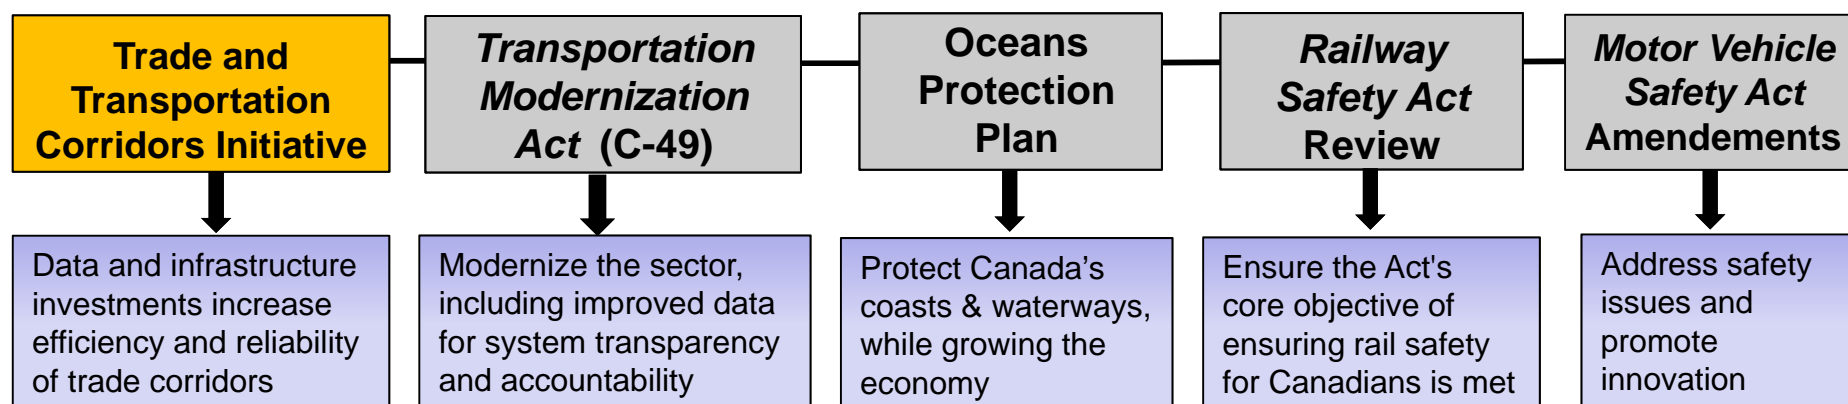 Trade and
Transportation
Corridors Initiative
Transportation
Modernization
Act (C-49)
Oceans
Protection
Plan
Railway
Safety Act
Review
Motor Vehicle
Safety Act
Amendements
Data and infrastructure
investments increase
efficiency and reliability
of trade corridors
Modernize the sector,
including improved data
for system transparency
and accountability
Protect Canada’s
coasts & waterways,
while growing the
economy
Ensure the Act's
core objective of
ensuring rail safety
for Canadians is met
Address safety
issues and
promote
innovation